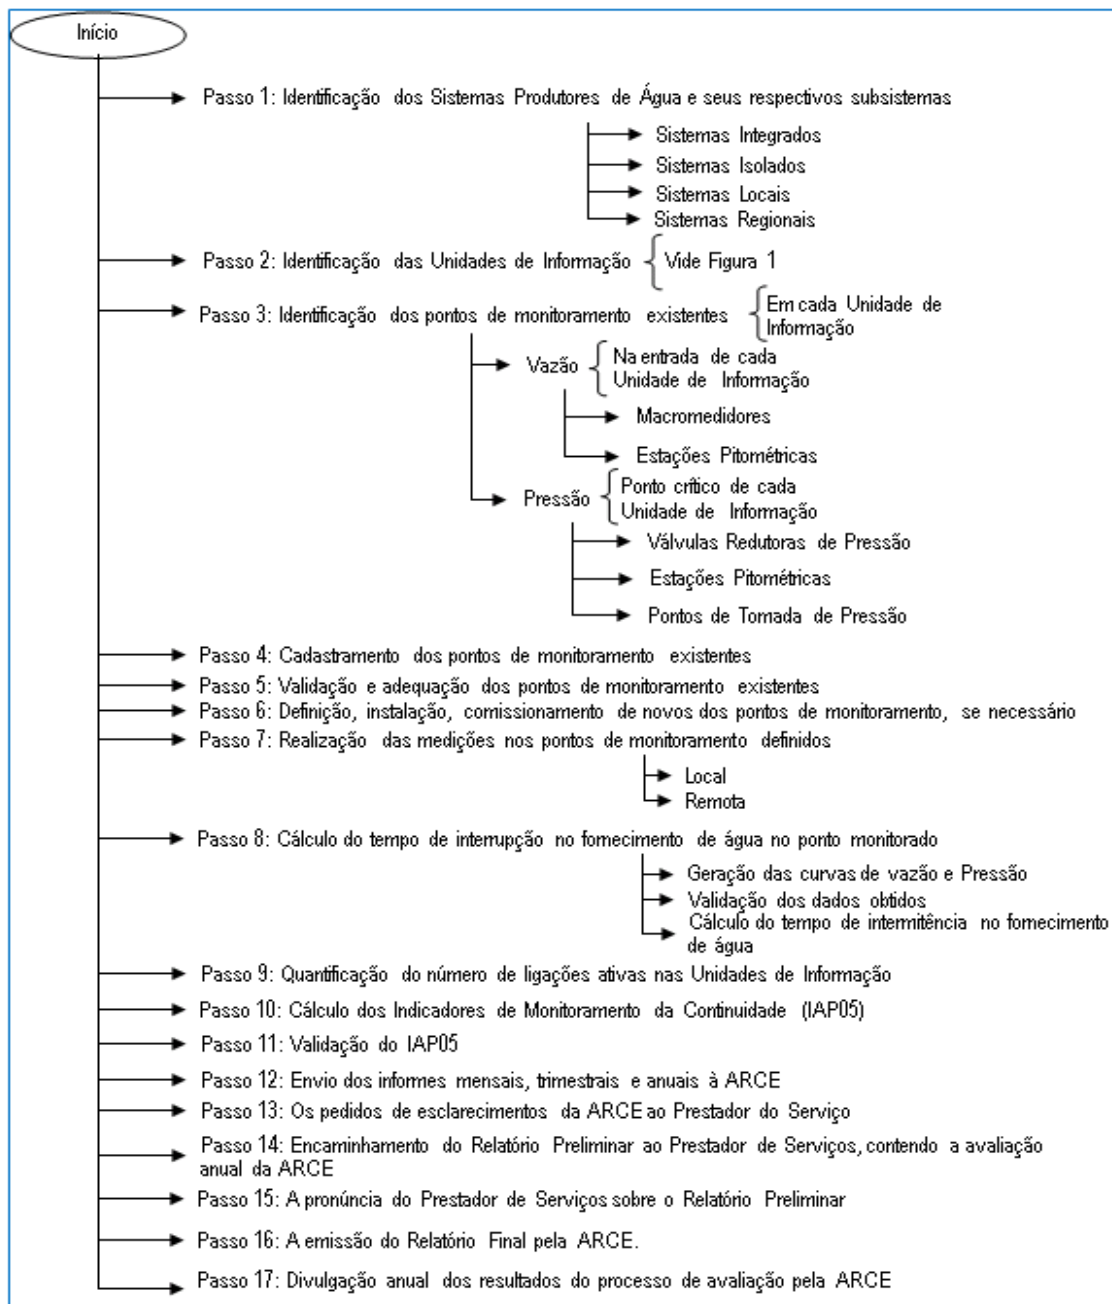 Início
Passo 1: Identificação dos Sistemas Produtores de Água e seus respectivos subsistemas
Sistemas Integrados
Sistemas Isolados
Sistemas Locais
Sistemas Regionais
Passo 2: Identificação das Unidades de Informação
Vide Figura 1
Passo 3: Identificação dos pontos de monitoramento existentes
Em cada Unidade de
Informação
Vazão
Na entrada de cada
Unidade de Informação
Macromedidores
Estações Pitométricas
Pressão
Ponto crítico de cada
Unidade de Informação
Válvulas Redutoras de Pressão
Estações Pitométricas
Pontos de Tomada de Pressão
Passo 4: Cadastramento dos pontos de monitoramento existentes
Passo 5: Validação e adequação dos pontos de monitoramento existentes
Passo 6: Definição, instalação, comissionamento de novos dos pontos de monitoramento, se necessário
Passo 7: Realização das medições nos pontos de monitoramento definidos
Local
Remota
Passo 8: Cálculo do tempo de interrupção no fornecimento de água no ponto monitorado
Geração das curvas de vazão e Pressão
Validação dos dados obtidos
Cálculo do tempo de intermitência no fornecimento
de água
Passo 9: Quantificação do número de ligações ativas nas Unidades de Informação
Passo 10: Cálculo dos Indicadores de Monitoramento da Continuidade (IAP05)
Passo 11: Validação do IAP05
Passo 12: Envio dos informes mensais, trimestrais e anuais à ARCE
Passo 13: Os pedidos de esclarecimentos da ARCE ao Prestador do Serviço
Passo 14: Encaminhamento do Relatório Preliminar ao Prestador de Serviços, contendo a avaliação
anual da ARCE
Passo 15: A pronúncia do Prestador de Serviços sobre o Relatório Preliminar
Passo 16: A emissão do Relatório Final pela ARCE.
Passo 17: Divulgação anual dos resultados do processo de avaliação pela ARCE